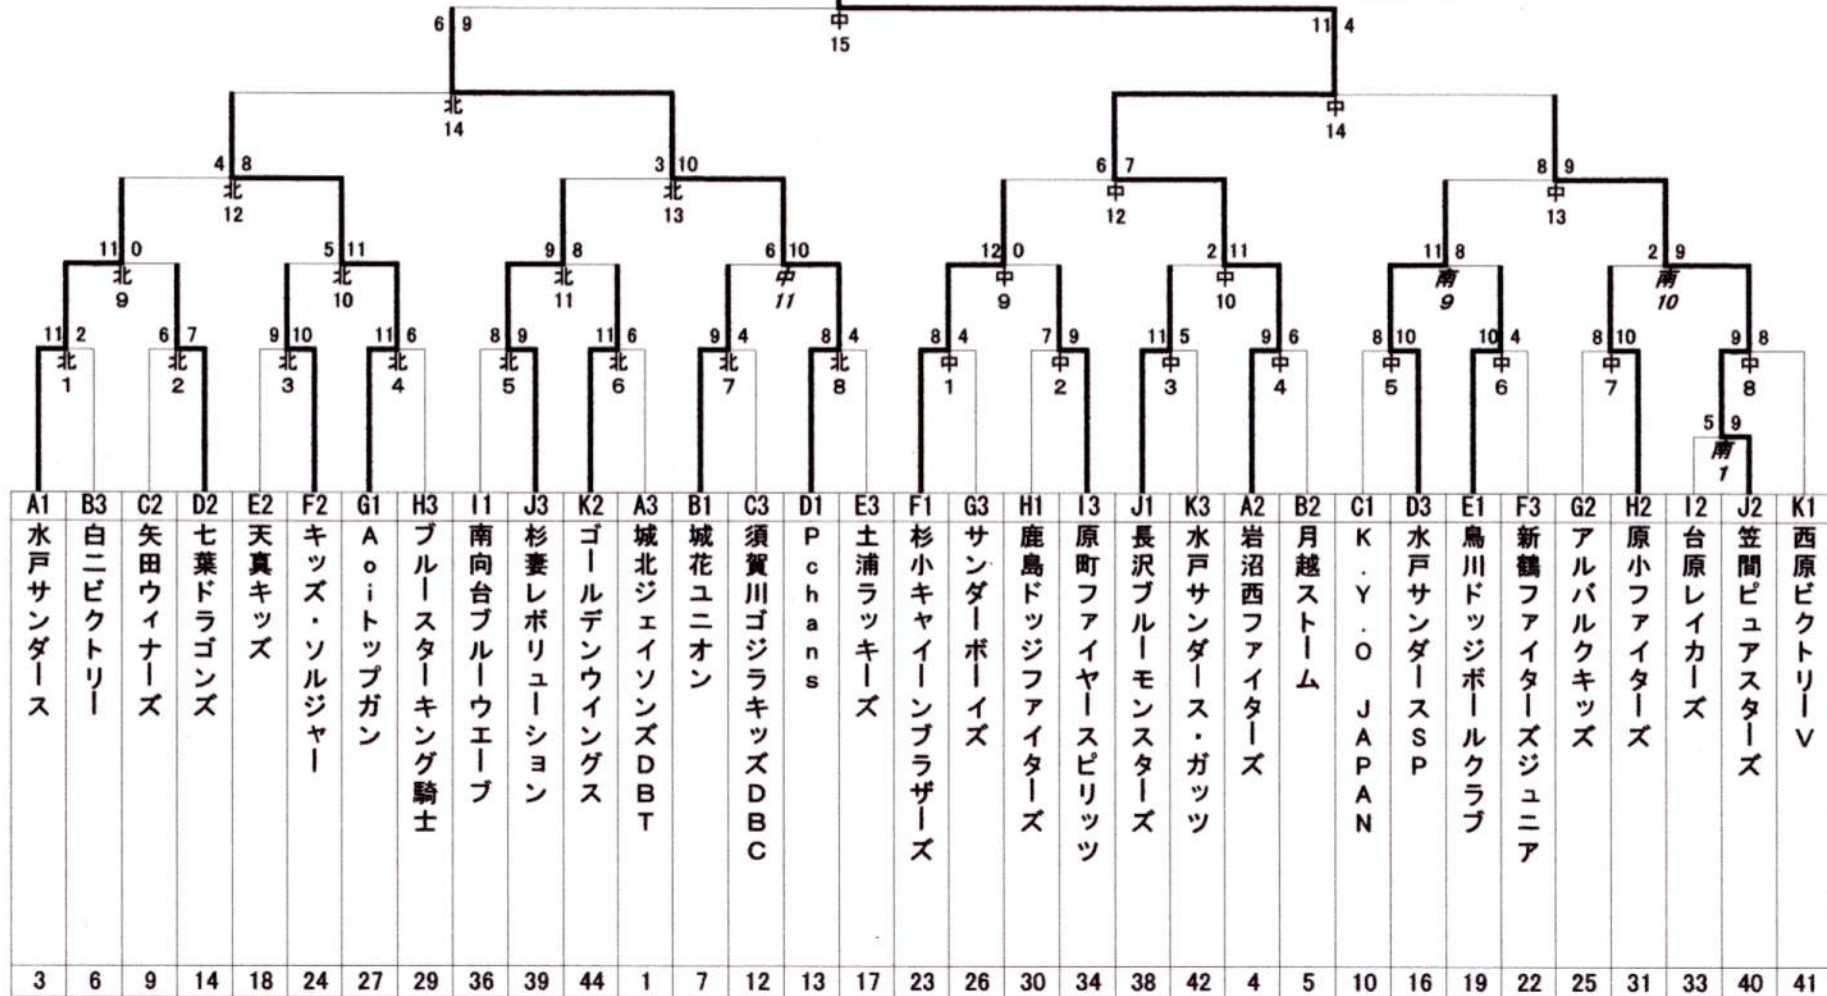 6 9 中 11 4
15
北 中
14 14
4 8 3 10 6 7 8 9
北 北 中 中
12 13 12 13
11 0 5 11 9 8 6 10 12 0 2 11 11 8 2 9
北 北 北 中 中 中 南 南
9 10 11 11 9 10 9 10
11 2 6 7 9 10 11 6 8 9 11 6 9 4 8 4 8 4 7 9 11 5 9 6 8 10 10 4 8 10 9 8
北 北 北 北 北 北 北 北 中 中 中 中 中 中 中 中
1 2 3 4 5 6 7 8 1 2 3 4 5 6 7 8
5 9
南
1
A1 B3 C2 D2 E2 F2 G1 H3 I1 J3 K2 A3 B1 C3 D1 E3 F1 G3 H1 I3 J1 K3 A2 B2 C1 D3 E1 F3 G2 H2 I2 J2 K1
水戸サンダース
白二ビクトリー
矢田ウィナーズ
七葉ドラゴンズ
天真キッズ
キッズ・ソルジャー
Aoiトップガン
ブルースターキング騎士
南向台ブルーウエーブ
杉妻レボリューション
ゴールデンウイングス
城北ジェイソンズDBT
城花ユニオン
須賀川ゴジラキッズDBC
Pchans
土浦ラッキーズ
杉小キャイーンブラザーズ
サンダーボーイズ
鹿島ドッジファイターズ
原町ファイヤースピリッツ
長沢ブルーモンスターズ
水戸サンダース・ガッツ
岩沼西ファイターズ
月越ストーム
K.Y.O JAPAN
水戸サンダースSP
鳥川ドッジボールクラブ
新鶴ファイターズジュニア
アルバルクキッズ
原小ファイターズ
台原レイカーズ
笠間ピュアスターズ
西原ビクトリーV
3 6 9 14 18 24 27 29 36 39 44 1 7 12 13 17 23 26 30 34 38 42 4 5 10 16 19 22 25 31 33 40 41